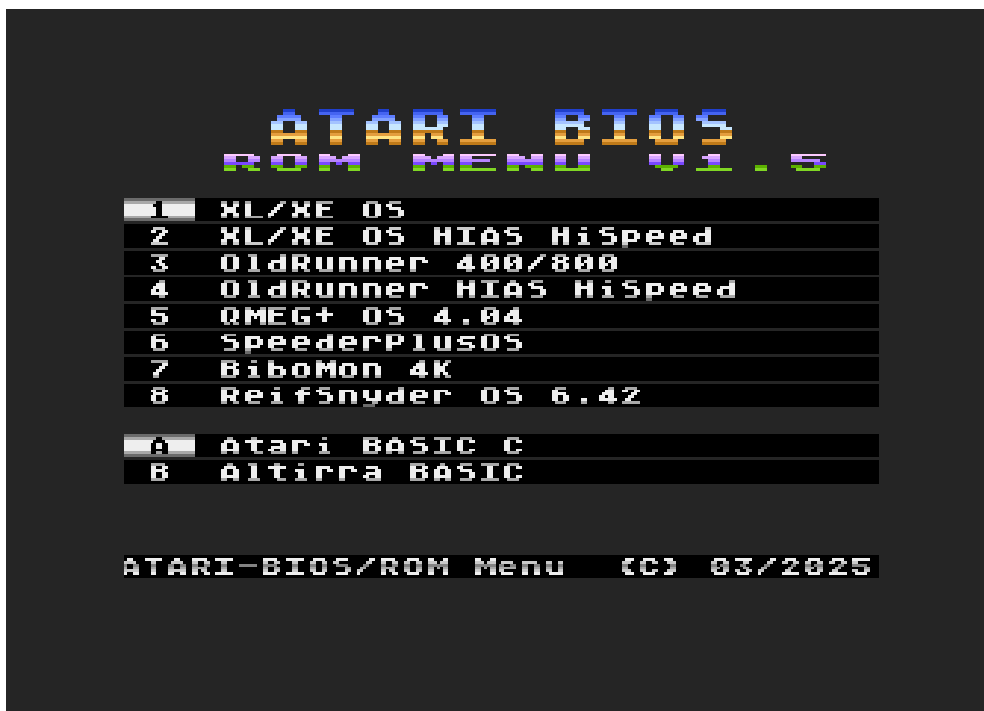 ATARI BIOS
ROM MENU V1.5
1 XL/XE OS
2 XL/XE OS HIAS HiSpeed
3 OldRunner 400/800
4 OldRunner HIAS HiSpeed
5 QMEG+ OS 4.04
6 SpeederPlusOS
7 BiboMon 4K
8 ReifSnyder OS 6.42
A Atari BASIC C
B Altirra BASIC
ATARI-BIOS/ROM Menu (C) 03/2025